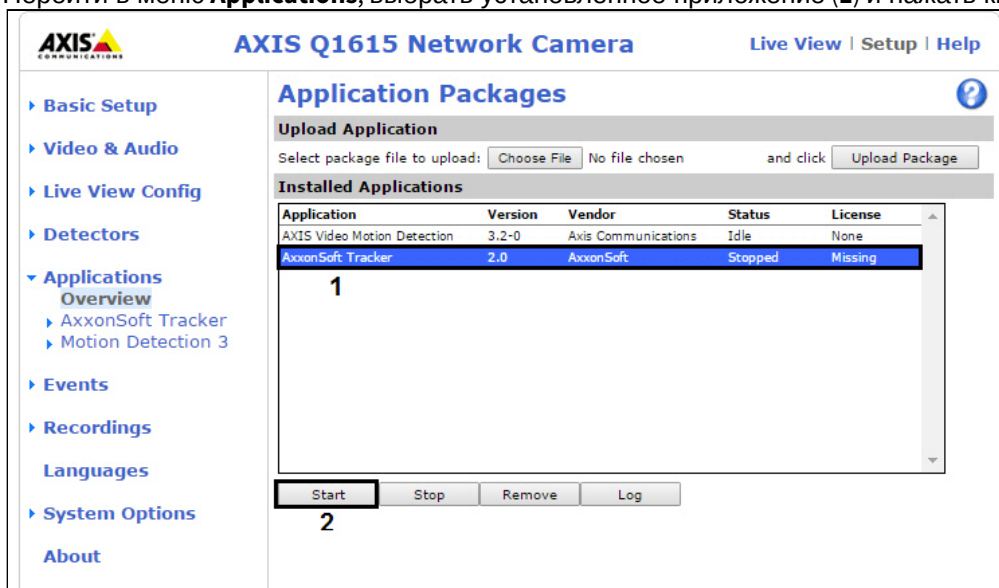 Перейти в меню Applications, выбрать установленное приложение (1) и нажать
AXIS COMMUNICATIONS
AXIS Q1615 Network Camera
Live View | Setup | Help
Basic Setup
Video & Audio
Live View Config
Detectors
Applications
Overview
AxxonSoft Tracker
Motion Detection 3
Events
Recordings
Languages
System Options
About
Application Packages
Upload Application
Select package file to upload: Choose File No file chosen and click Upload Package
Installed Applications
Application Version Vendor Status License
AXIS Video Motion Detection 3.2-0 Axis Communications Idle None
AxxonSoft Tracker 2.0 AxxonSoft Stopped Missing
1
Start Stop Remove Log
2